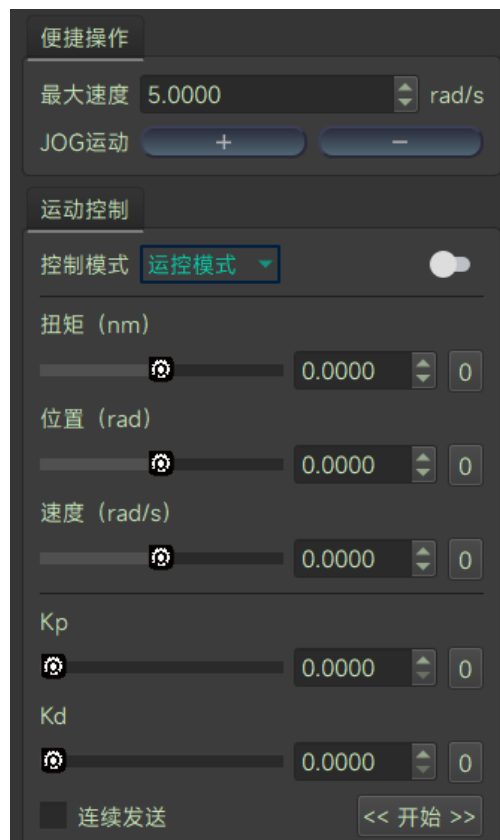 便捷操作
最大速度 5.0000 rad/s
JOG运动 + −
运动控制
控制模式 运控模式
扭矩（nm）
0.0000 0
位置（rad）
0.0000 0
速度（rad/s）
0.0000 0
Kp
0.0000 0
Kd
0.0000 0
连续发送 << 开始 >>